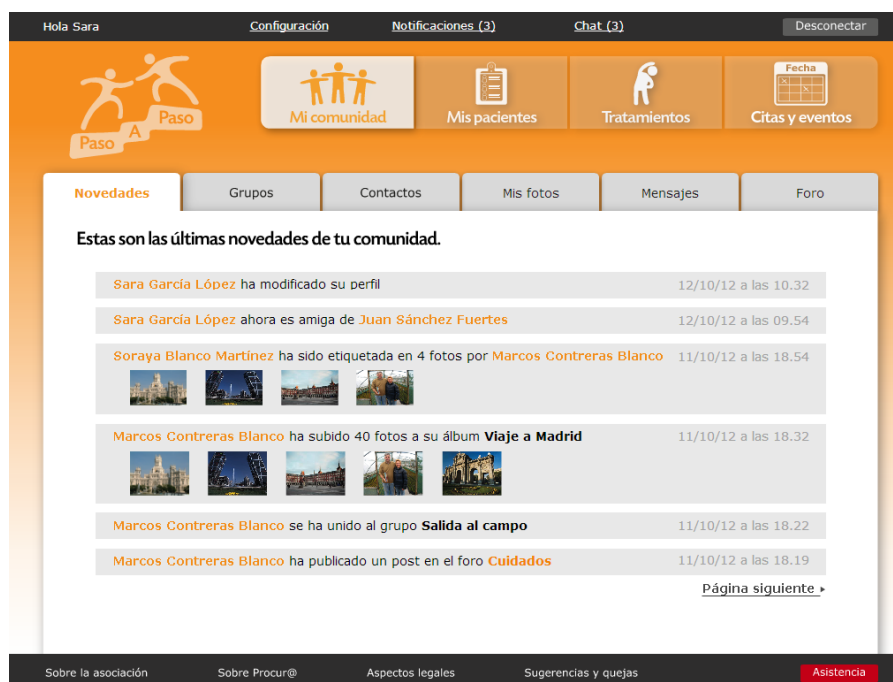 Hola Sara Configuración Notificaciones (3) Chat (3) Desconectar
Paso A Paso
Mi comunidad Mis pacientes Tratamientos Fecha Citas y eventos
Novedades Grupos Contactos Mis fotos Mensajes Foro
Estas son las últimas novedades de tu comunidad.
Sara García López ha modificado su perfil 12/10/12 a las 10.32
Sara García López ahora es amiga de Juan Sánchez Fuertes 12/10/12 a las 09.54
Soraya Blanco Martínez ha sido etiquetada en 4 fotos por Marcos Contreras Blanco 11/10/12 a las 18.54
Marcos Contreras Blanco ha subido 40 fotos a su álbum Viaje a Madrid 11/10/12 a las 18.32
Marcos Contreras Blanco se ha unido al grupo Salida al campo 11/10/12 a las 18.22
Marcos Contreras Blanco ha publicado un post en el foro Cuidados 11/10/12 a las 18.19
Página siguiente
Sobre la asociación Sobre Procur@ Aspectos legales Sugerencias y quejas Asistencia